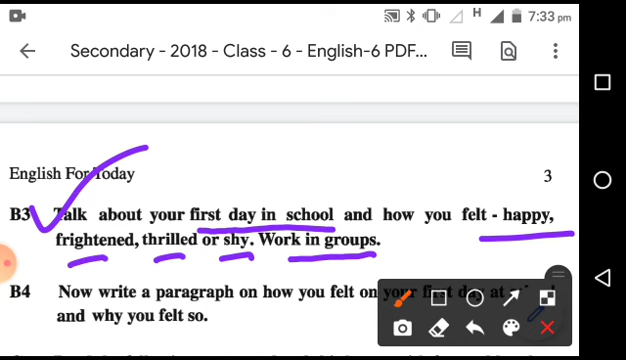 H 7:33 pm
Secondary - 2018 - Class - 6 - English-6 PDF...
English For Today 3
B3 Talk about your first day in school and how you felt - happy,
frightened, thrilled or shy. Work in groups.
B4 Now write a paragraph on how you felt on your first day at
and why you felt so.